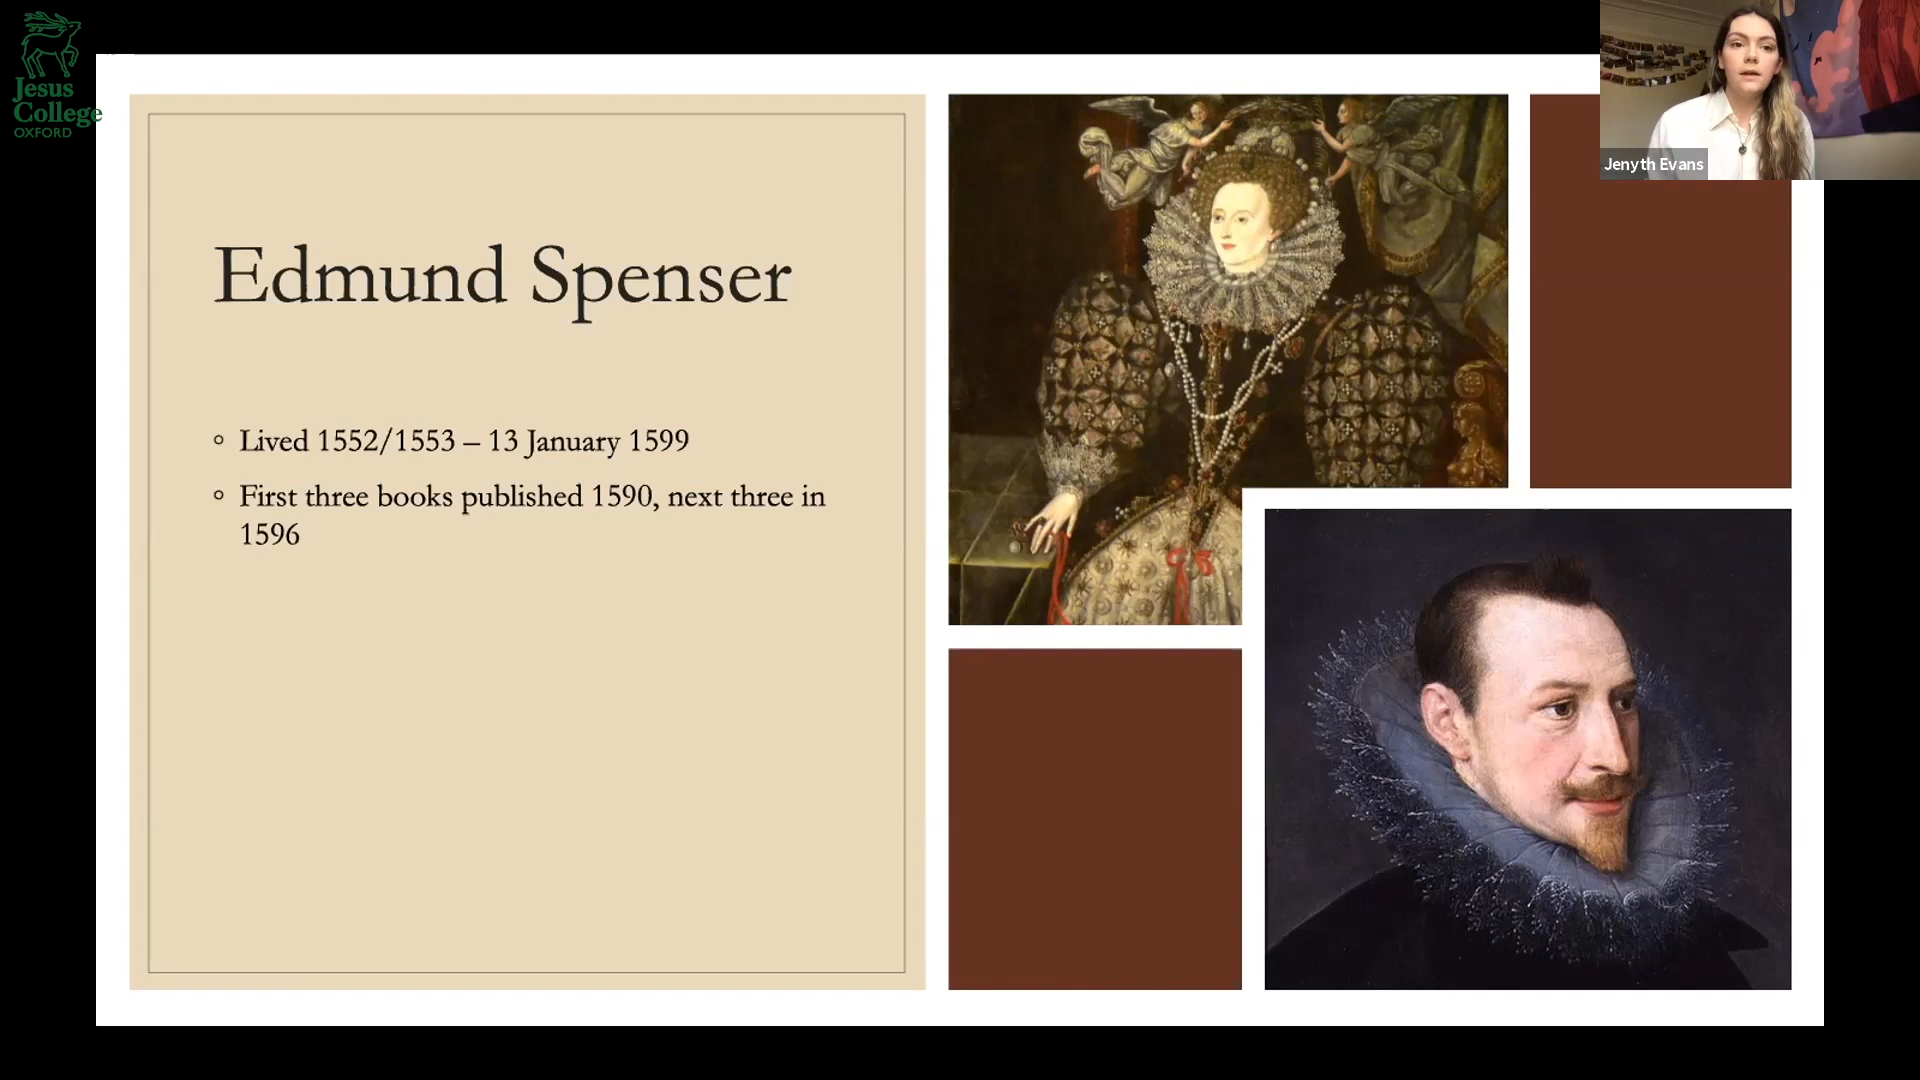 Jesus
College
OXFORD
Jenyth Evans
Edmund Spenser
Lived 1552/1553 – 13 January 1599
First three books published 1590, next three in
1596